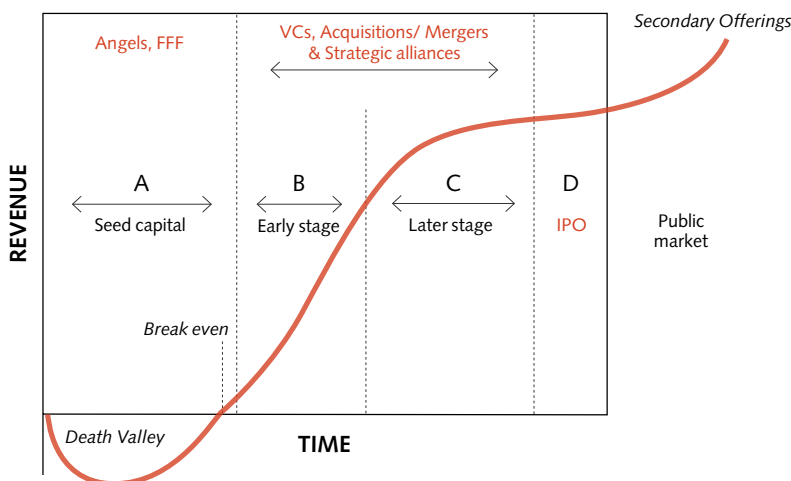 Secondary Offerings
Angels, FFF
VCs, Acquisitions/ Mergers
& Strategic alliances
REVENUE
A
Seed capital
B
Early stage
C
Later stage
D
IPO
Public
market
Break even
Death Valley
TIME